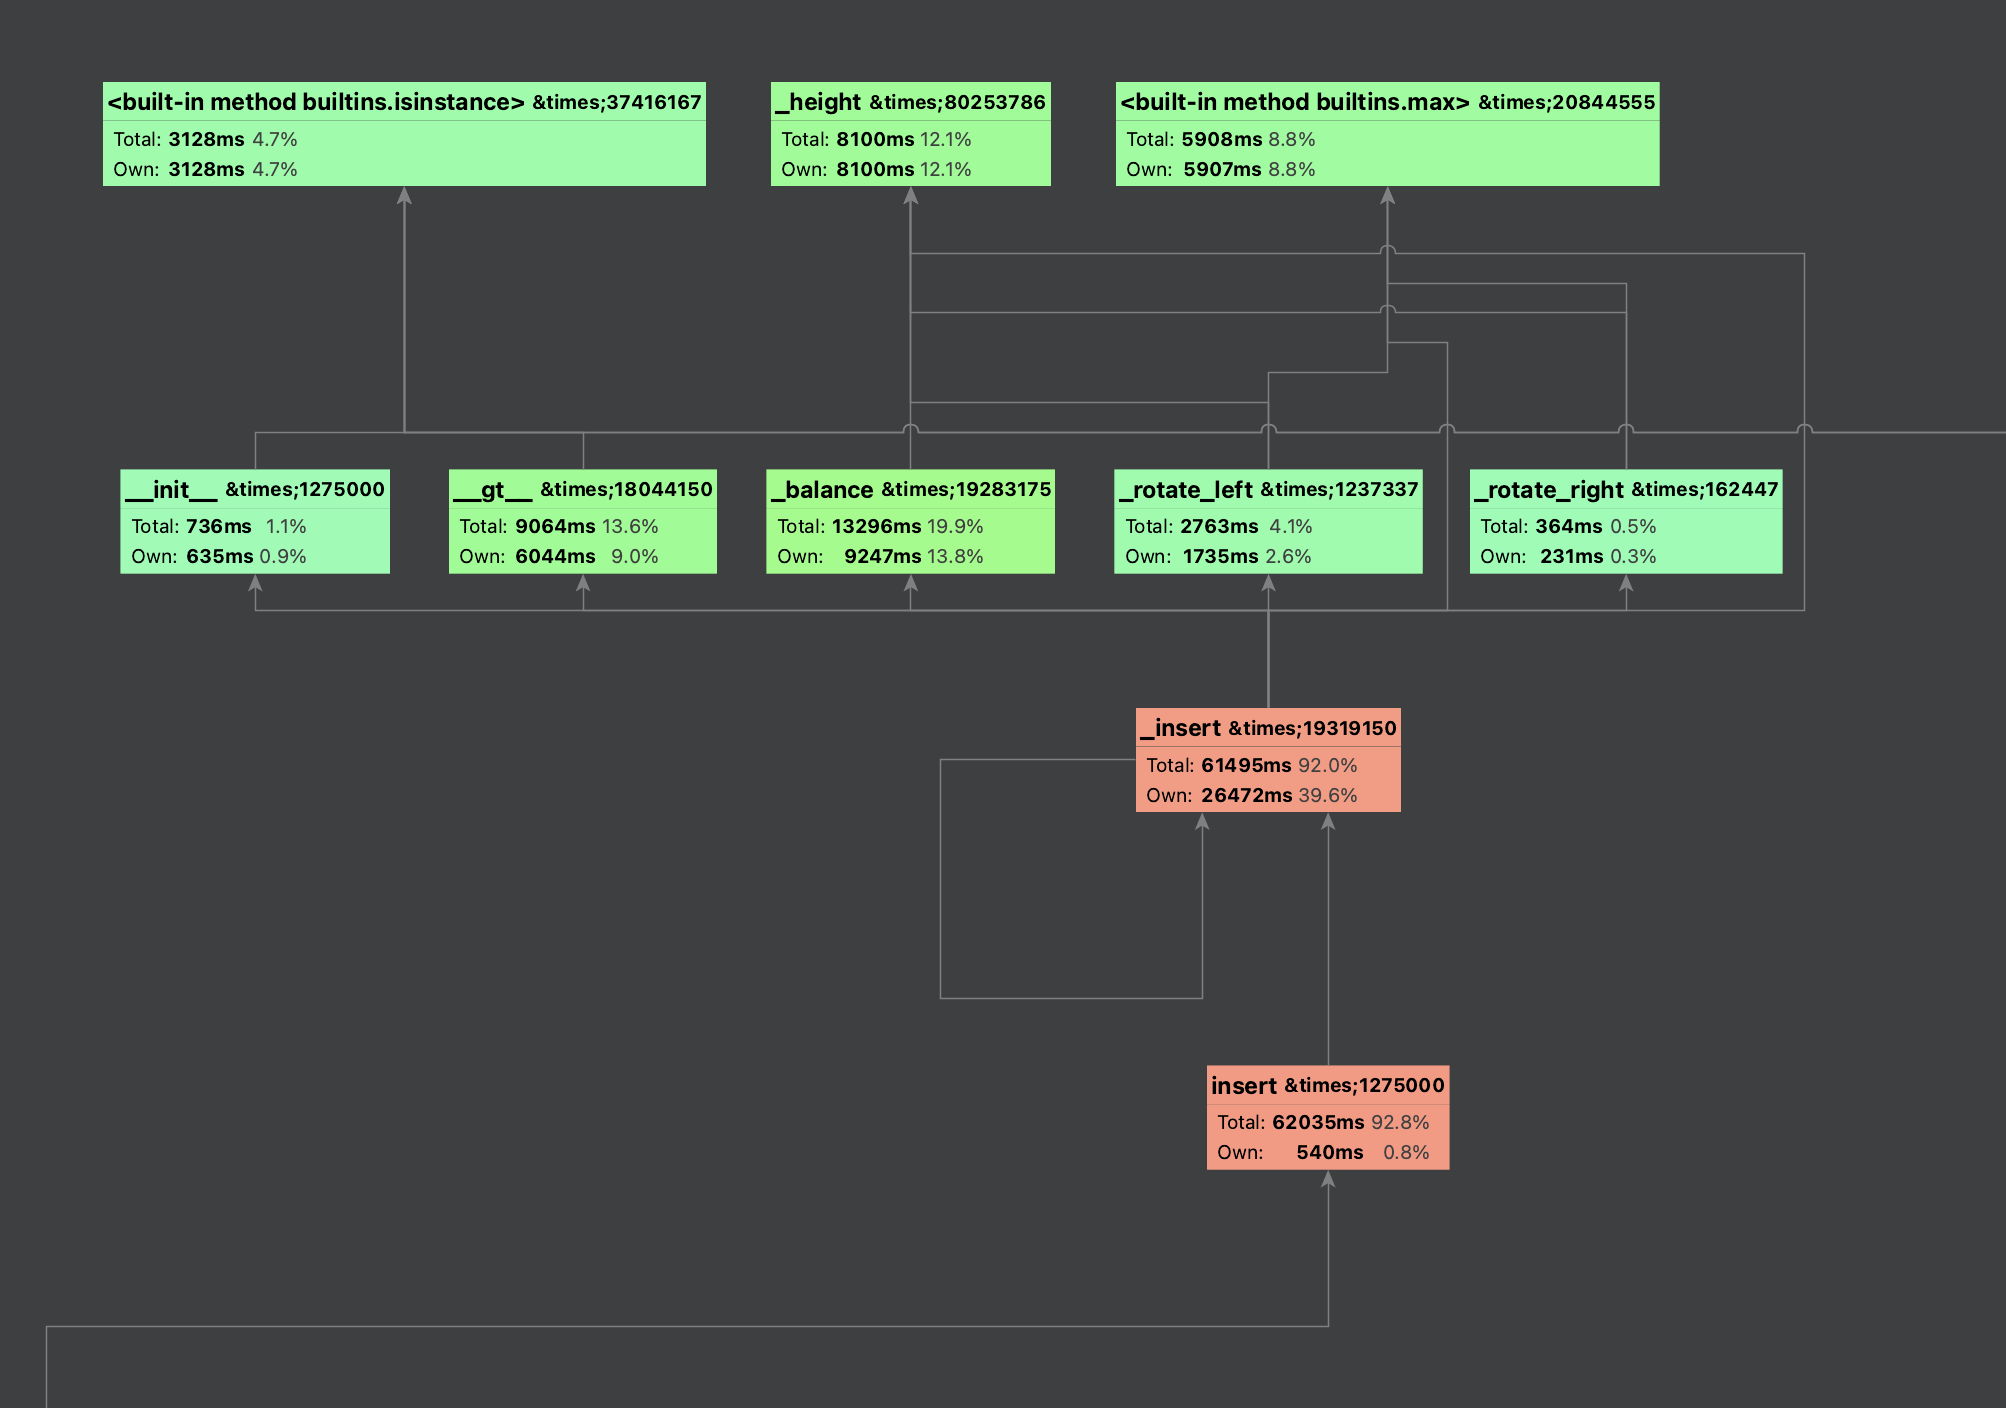 <built-in method builtins.isinstance> &times;37416167
Total: 3128ms 4.7%
Own: 3128ms 4.7%
_height &times;80253786
Total: 8100ms 12.1%
Own: 8100ms 12.1%
<built-in method builtins.max> &times;20844555
Total: 5908ms 8.8%
Own: 5907ms 8.8%
__init__ &times;1275000
Total: 736ms 1.1%
Own: 635ms 0.9%
__gt__ &times;18044150
Total: 9064ms 13.6%
Own: 6044ms 9.0%
_balance &times;19283175
Total: 13296ms 19.9%
Own: 9247ms 13.8%
_rotate_left &times;1237337
Total: 2763ms 4.1%
Own: 1735ms 2.6%
_rotate_right &times;162447
Total: 364ms 0.5%
Own: 231ms 0.3%
_insert &times;19319150
Total: 61495ms 92.0%
Own: 26472ms 39.6%
insert &times;1275000
Total: 62035ms 92.8%
Own: 540ms 0.8%